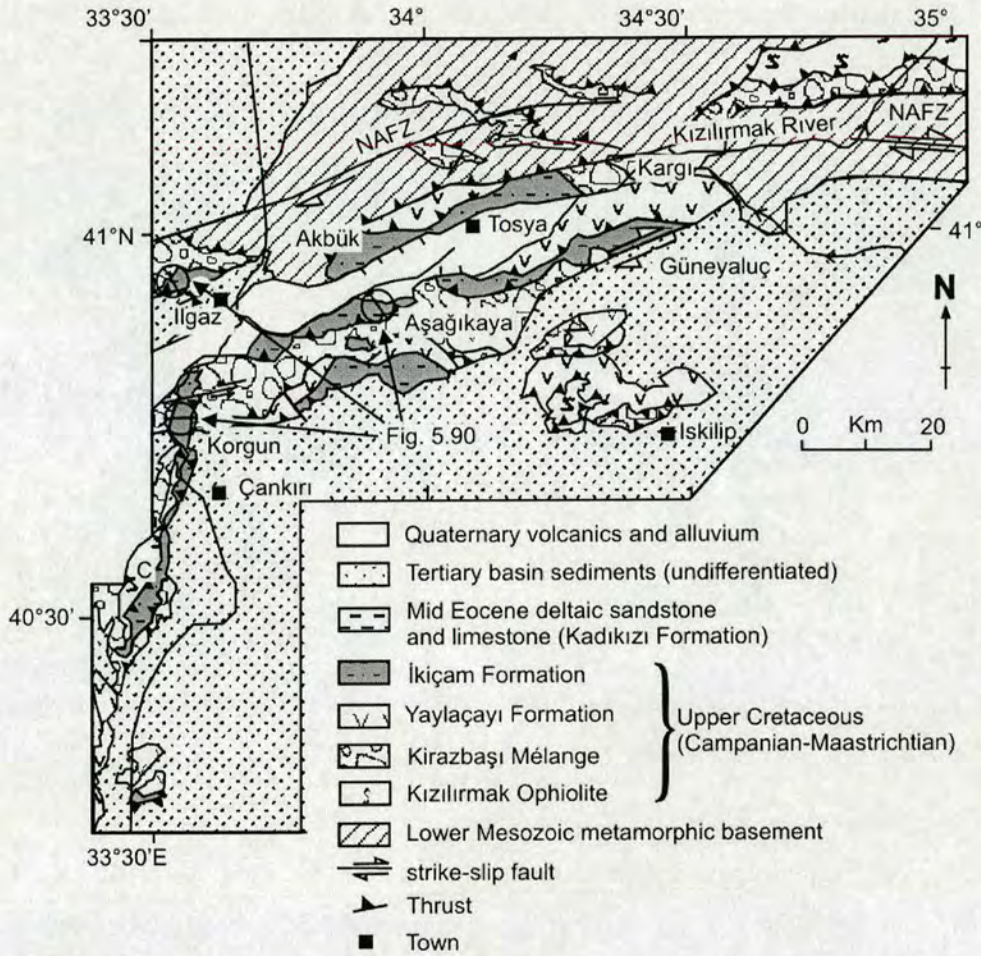 33°30'
34°
34°30'
35°
NAFZ
NAFZ
Kızılırmak River
Kargı
41°N
Akbük
Tosya
41°
Güneyaluç
N
Ilgaz
Aşağıkaya
Korgun
Fig. 5.90
Iskilip
0 Km 20
Çankırı
C
40°30'
33°30'E
Quaternary volcanics and alluvium
Tertiary basin sediments (undifferentiated)
Mid Eocene deltaic sandstone
and limestone (Kadıkızı Formation)
İkiçam Formation
Yaylaçayı Formation
Kirazbaşı Mélange
Kızılırmak Ophiolite
Upper Cretaceous
(Campanian-Maastrichtian)
Lower Mesozoic metamorphic basement
strike-slip fault
Thrust
Town